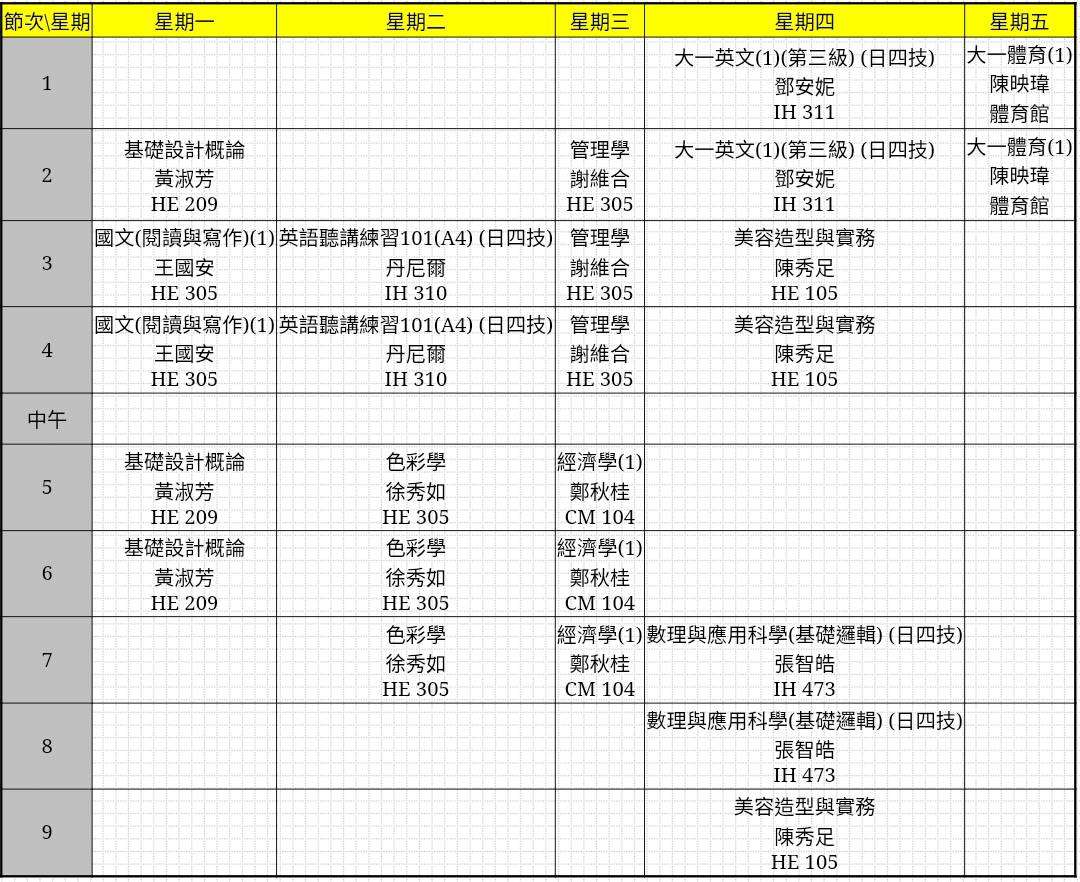 節次\星期 星期一 星期二 星期三 星期四 星期五
1
大一英文(1)(第三級) (日四技)
鄧安妮
IH 311
大一體育(1)
陳映瑋
體育館
2
基礎設計概論
黃淑芳
HE 209
管理學
謝維合
HE 305
大一英文(1)(第三級) (日四技)
鄧安妮
IH 311
大一體育(1)
陳映瑋
體育館
3
國文(閱讀與寫作)(1)
王國安
HE 305
英語聽講練習101(A4) (日四技)
丹尼爾
IH 310
管理學
謝維合
HE 305
美容造型與實務
陳秀足
HE 105
4
國文(閱讀與寫作)(1)
王國安
HE 305
英語聽講練習101(A4) (日四技)
丹尼爾
IH 310
管理學
謝維合
HE 305
美容造型與實務
陳秀足
HE 105
中午
5
基礎設計概論
黃淑芳
HE 209
色彩學
徐秀如
HE 305
經濟學(1)
鄭秋桂
CM 104
6
基礎設計概論
黃淑芳
HE 209
色彩學
徐秀如
HE 305
經濟學(1)
鄭秋桂
CM 104
7
色彩學
徐秀如
HE 305
經濟學(1)
鄭秋桂
CM 104
數理與應用科學(基礎邏輯) (日四技)
張智皓
IH 473
8
數理與應用科學(基礎邏輯) (日四技)
張智皓
IH 473
9
美容造型與實務
陳秀足
HE 105